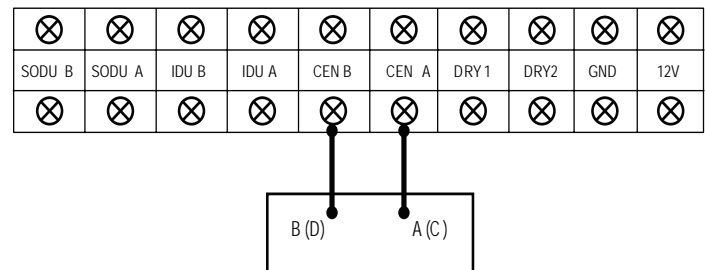 SODU B SODU A IDU B IDU A CEN B CEN A DRY1 DRY2 GND 12V
B (D) A (C)